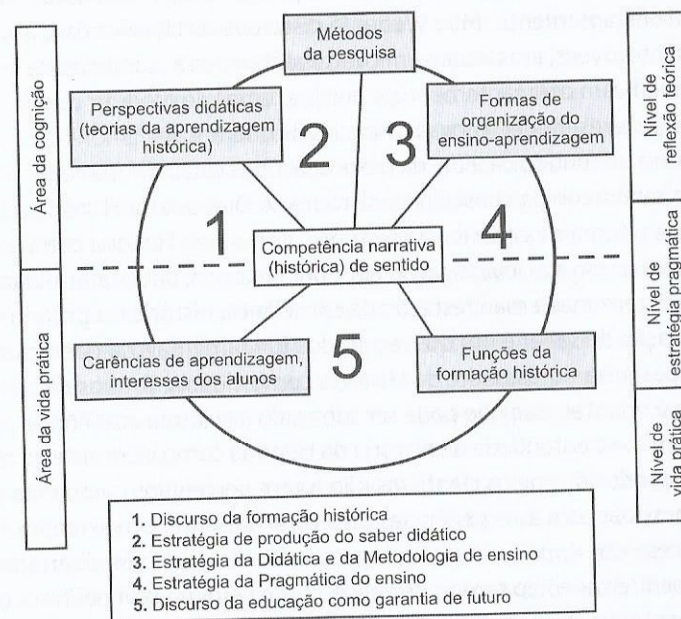 Métodos
da pesquisa
Perspectivas didáticas
(teorias da aprendizagem
histórica)
Formas de
organização do
ensino-aprendizagem
2
3
1
4
Competência narrativa
(histórica) de sentido
5
Carências de aprendizagem,
interesses dos alunos
Funções da
formação histórica
Área da cognição
Área da vida prática
Nível de
reflexão teórica
Nível de
estratégia pragmática
Nível de
vida prática
1. Discurso da formação histórica
2. Estratégia de produção do saber didático
3. Estratégia da Didática e da Metodologia de ensino
4. Estratégia da Pragmática do ensino
5. Discurso da educação como garantia de futuro